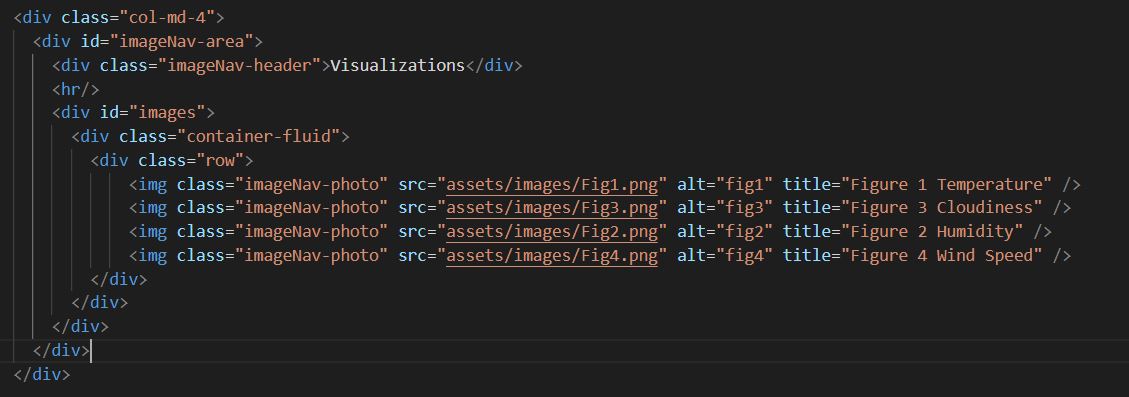 <div class="col-md-4">
<div id="imageNav-area">
<div class="imageNav-header">Visualizations</div>
<hr/>
<div id="images">
<div class="container-fluid">
<div class="row">
<img class="imageNav-photo" src="assets/images/Fig1.png" alt="fig1" title="Figure 1 Temperature" />
<img class="imageNav-photo" src="assets/images/Fig3.png" alt="fig3" title="Figure 3 Cloudiness" />
<img class="imageNav-photo" src="assets/images/Fig2.png" alt="fig2" title="Figure 2 Humidity" />
<img class="imageNav-photo" src="assets/images/Fig4.png" alt="fig4" title="Figure 4 Wind Speed" />
</div>
</div>
</div>
</div>
</div>